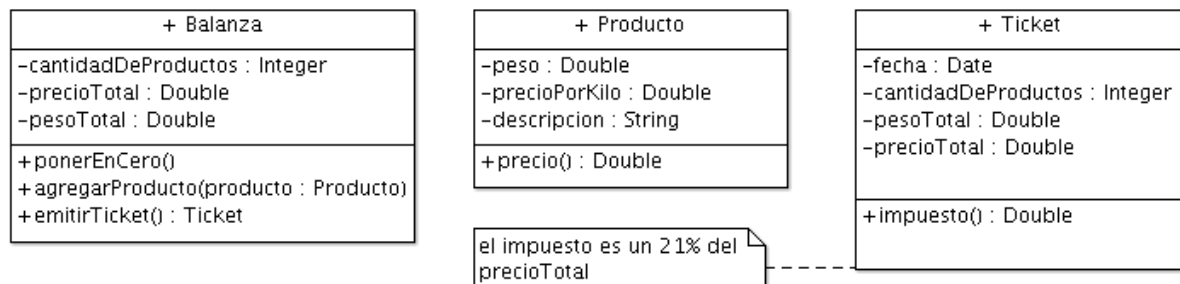 + Balanza
-cantidadDeProductos : Integer
-precioTotal : Double
-pesoTotal : Double
+ponerEnCero()
+agregarProducto(producto : Producto)
+emitirTicket() : Ticket
+ Producto
-peso : Double
-precioPorKilo : Double
-descripcion : String
+precio() : Double
el impuesto es un 21% del
precioTotal
+ Ticket
-fecha : Date
-cantidadDeProductos : Integer
-pesoTotal : Double
-precioTotal : Double
+impuesto() : Double